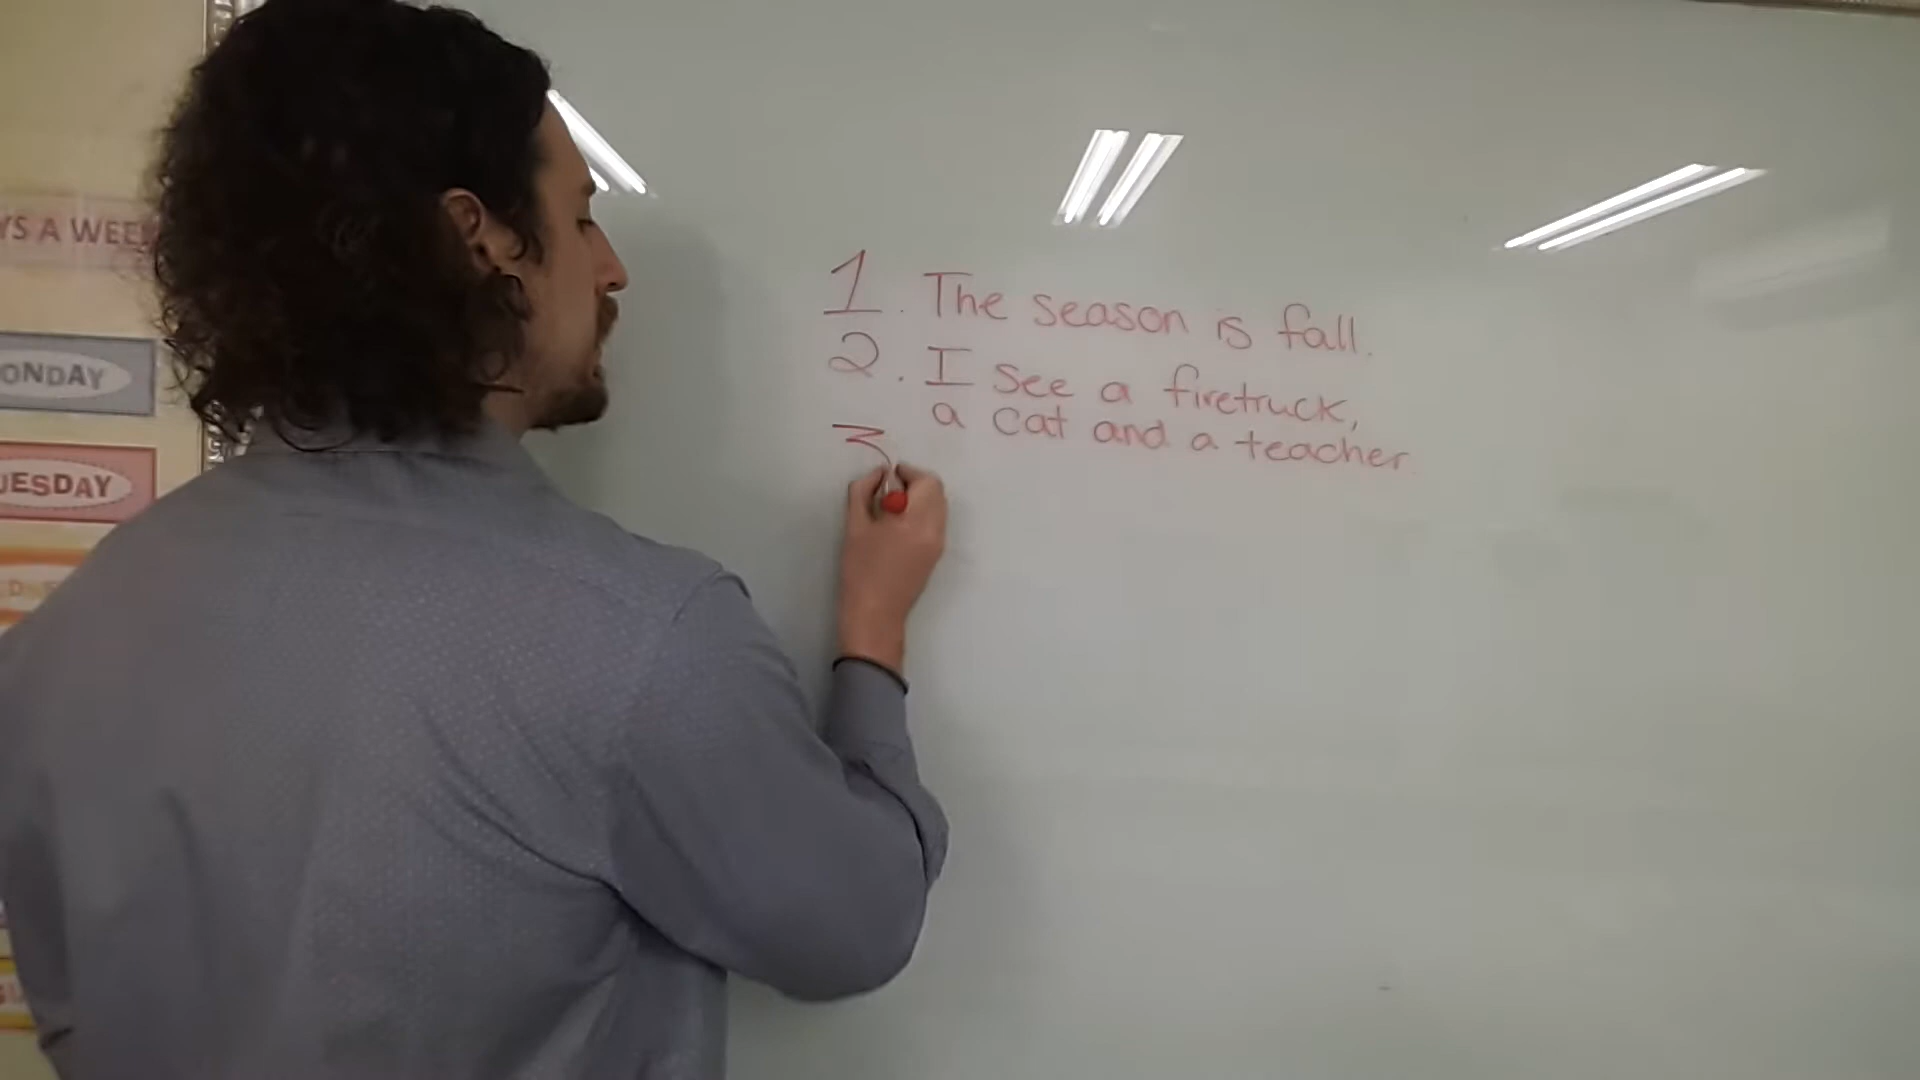 YS A WEE
ONDAY
UESDAY
1. The season is fall.
2. I see a firetruck,
a cat and a teacher.
3